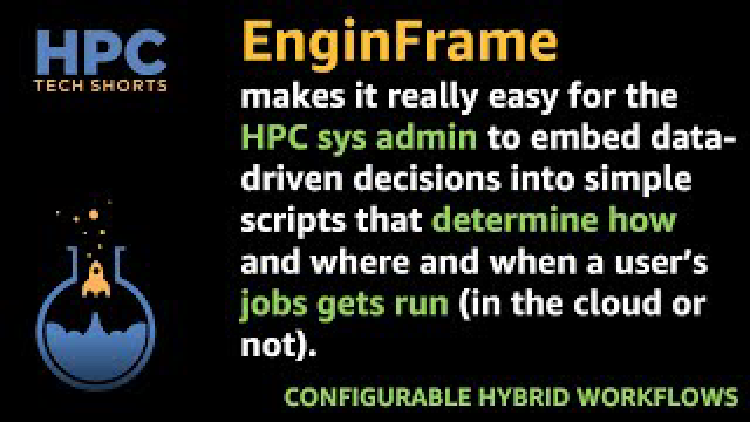 HPC
TECH SHORTS
EnginFrame
makes it really easy for the
HPC sys admin to embed data-
driven decisions into simple
scripts that determine how
and where and when a user's
jobs gets run (in the cloud or
not).
CONFIGURABLE HYBRID WORKFLOWS